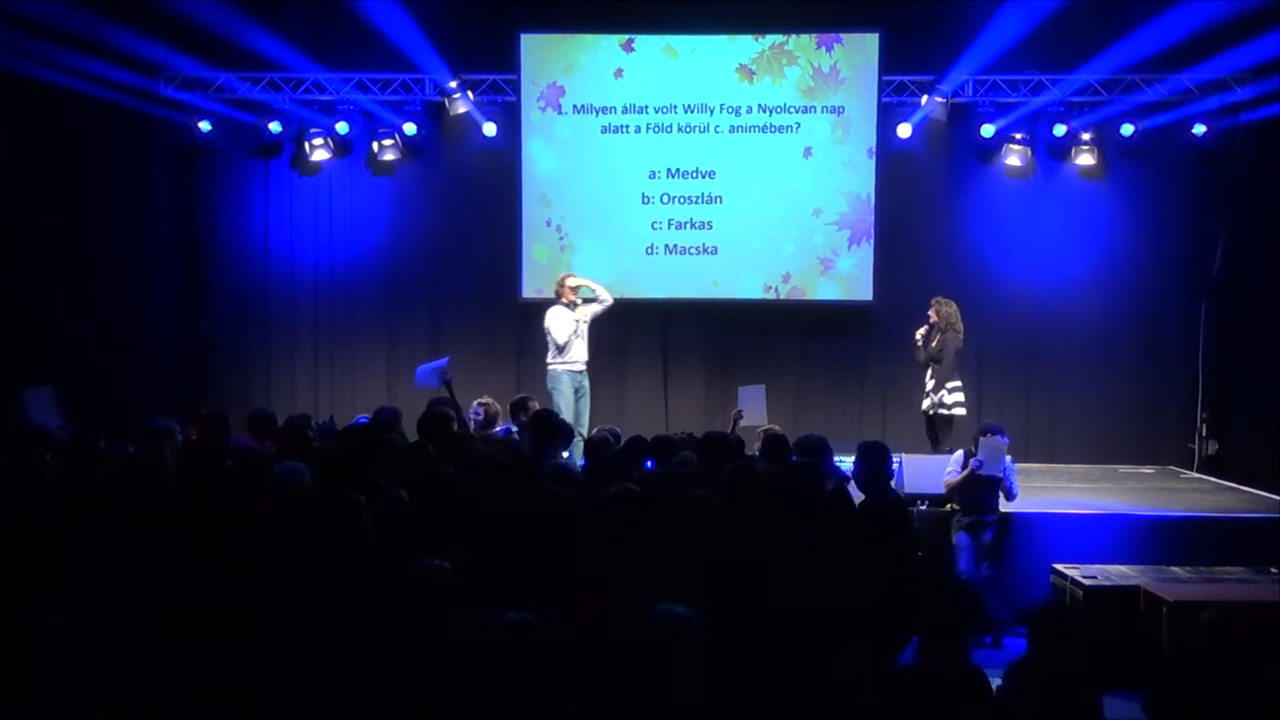 1. Milyen állat volt Willy Fog a Nyolcvan nap
alatt a Föld körül c. animében?
a: Medve
b: Oroszlán
c: Farkas
d: Macska